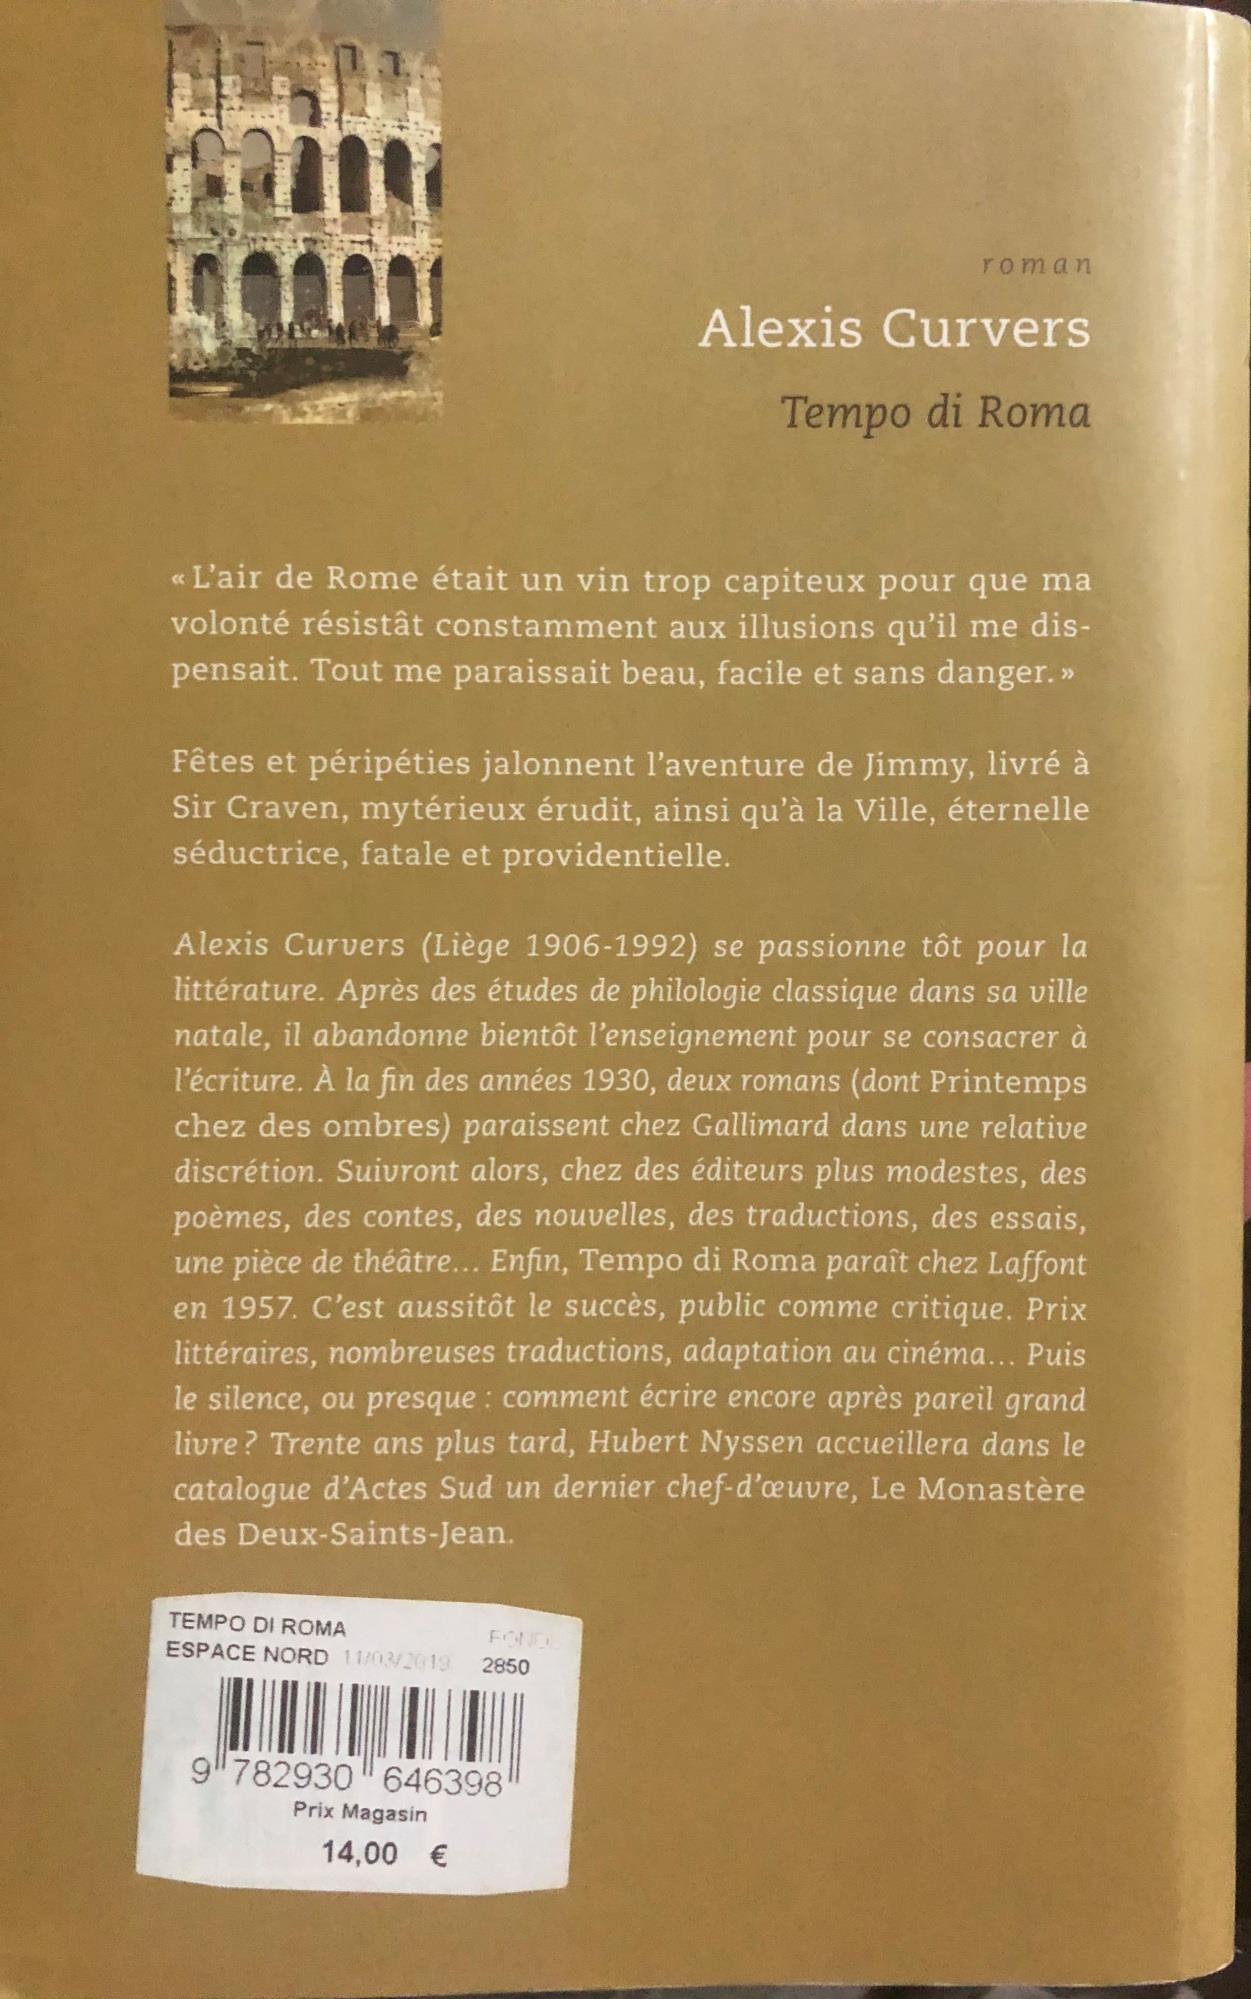 roman
Alexis Curvers
Tempo di Roma
« L'air de Rome était un vin trop capiteux pour que ma
volonté résistât constamment aux illusions qu'il me dis-
pensait. Tout me paraissait beau, facile et sans danger. »
Fêtes et péripéties jalonnent l'aventure de Jimmy, livré à
Sir Craven, mytérieux érudit, ainsi qu'à la Ville, éternelle
séductrice, fatale et providentielle.
Alexis Curvers (Liège 1906-1992) se passionne tôt pour la
littérature. Après des études de philologie classique dans sa ville
natale, il abandonne bientôt l'enseignement pour se consacrer à
l'écriture. À la fin des années 1930, deux romans (dont Printemps
chez des ombres) paraissent chez Gallimard dans une relative
discrétion. Suivront alors, chez des éditeurs plus modestes, des
poèmes, des contes, des nouvelles, des traductions, des essais,
une pièce de théâtre... Enfin, Tempo di Roma paraît chez Laffont
en 1957. C'est aussitôt le succès, public comme critique. Prix
littéraires, nombreuses traductions, adaptation au cinéma... Puis
le silence, ou presque : comment écrire encore après pareil grand
livre ? Trente ans plus tard, Hubert Nyssen accueillera dans le
catalogue d'Actes Sud un dernier chef-d'œuvre, Le Monastère
des Deux-Saints-Jean.
TEMPO DI ROMA
ESPACE NORD 11/03/2019 2850
9 782930 646398
Prix Magasin
14,00 €